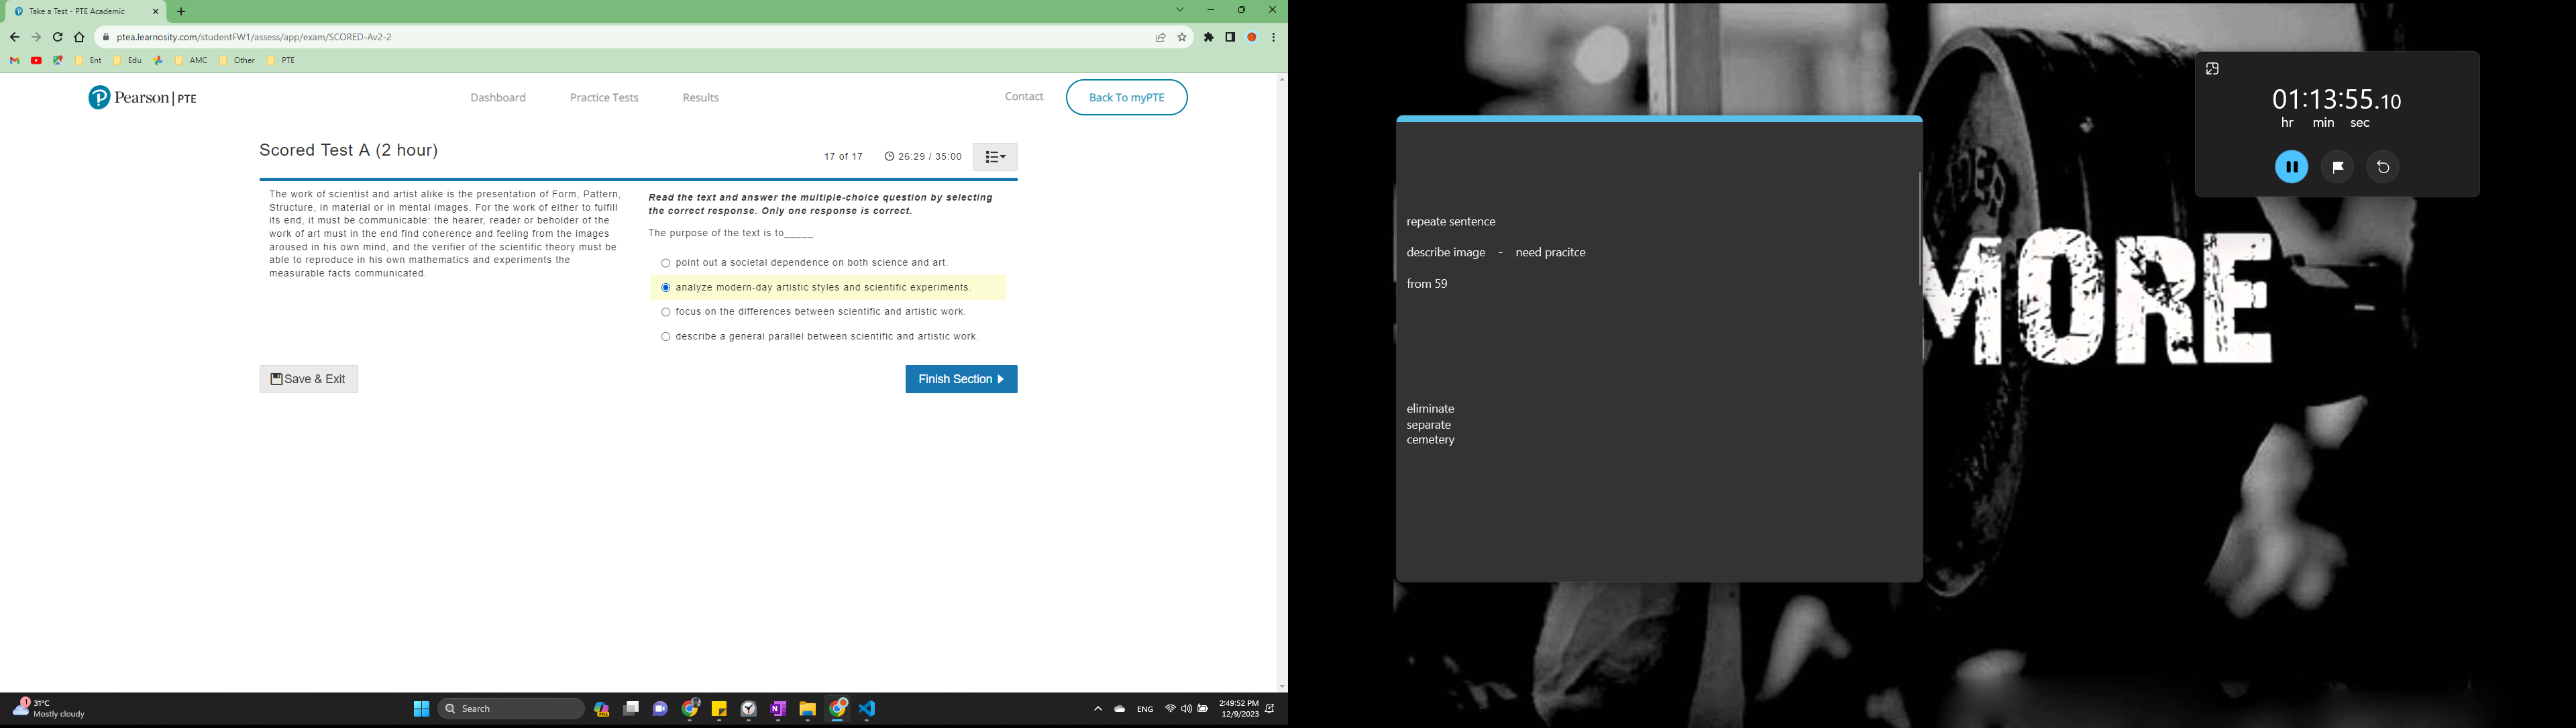 Take a Test - PTE Academic
ptea.learnosity.com/studentFW1/assess/app/exam/SCORED-Av2-2
Ent Edu AMC Other PTE
Pearson | PTE
Dashboard Practice Tests Results
Contact Back To myPTE
Scored Test A (2 hour)
17 of 17 26:29 / 35:00
The work of scientist and artist alike is the presentation of Form, Pattern,
Structure, in material or in mental images. For the work of either to fulfill
its end, it must be communicable: the hearer, reader or beholder of the
work of art must in the end find coherence and feeling from the images
aroused in his own mind, and the verifier of the scientific theory must be
able to reproduce in his own mathematics and experiments the
measurable facts communicated.
Read the text and answer the multiple-choice question by selecting
the correct response. Only one response is correct.
The purpose of the text is to_____
point out a societal dependence on both science and art.
analyze modern-day artistic styles and scientific experiments.
focus on the differences between scientific and artistic work.
describe a general parallel between scientific and artistic work.
Save & Exit
Finish Section
1
31°C
Mostly cloudy
Search
ENG
2:49:52 PM
12/9/2023
repeate sentence
describe image - need pracitce
from 59
eliminate
separate
cemetery
01:13:55.10
hr min sec
MORE